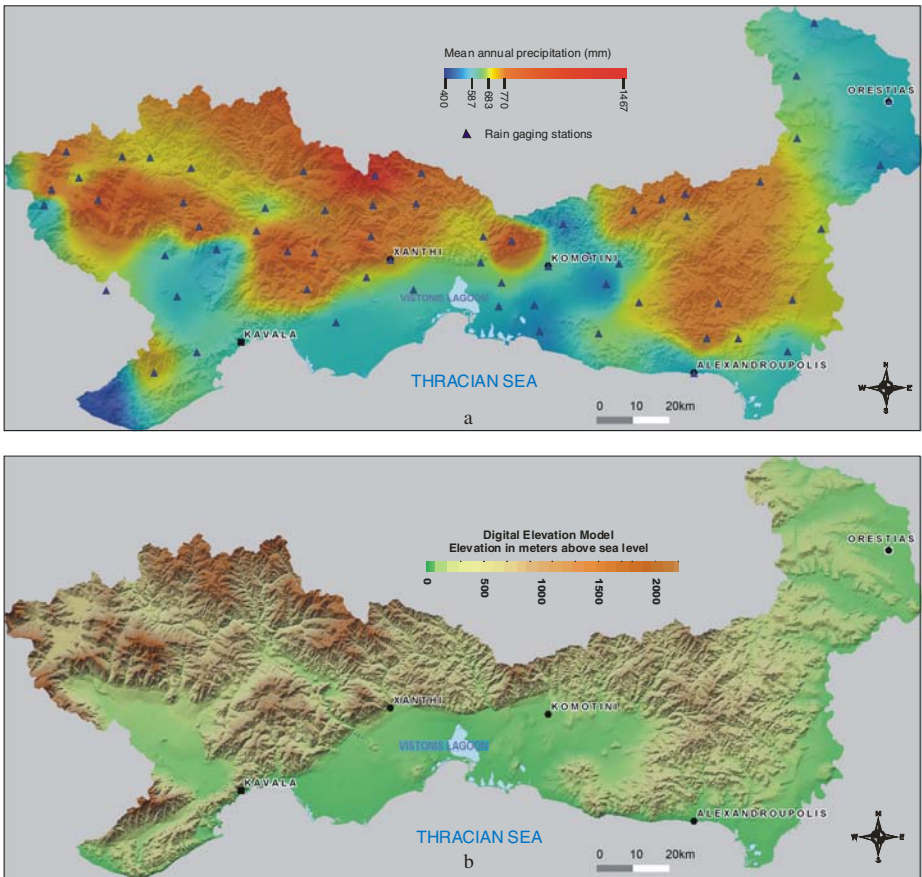 Mean annual precipitation (mm)
400
587
683
770
1467
Rain gaging stations
ORESTIAS
XANTHI
KOMOTINI
VISTONIS LAGOON
KAVALA
ALEXANDROUPOLIS
THRACIAN SEA
N
W E
S
0 10 20km
a
Digital Elevation Model
Elevation in meters above sea level
0
500
1000
1500
2000
ORESTIAS
XANTHI
KOMOTINI
VISTONIS LAGOON
KAVALA
ALEXANDROUPOLIS
THRACIAN SEA
N
W E
S
0 10 20km
b